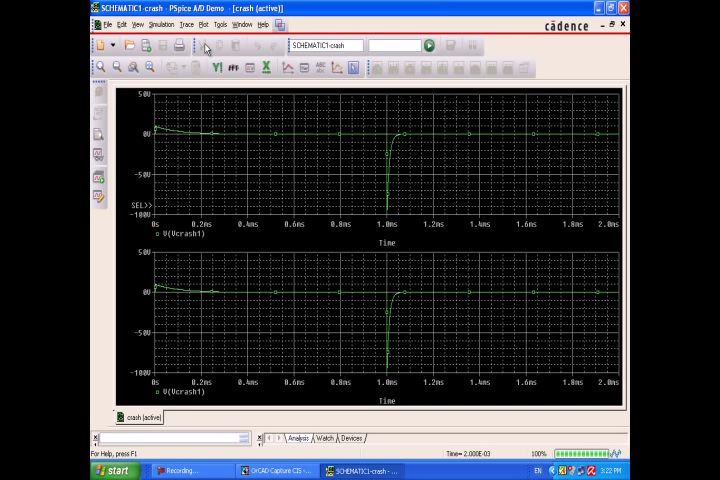 SCHEMATIC1-crash - PSpice A/D Demo - [crash (active)]
File Edit View Simulation Trace Plot Tools Window Help
cādence
SCHEMATIC1-crash
50V
0V
-50V
SEL>>
-100V
0s 0.2ms 0.4ms 0.6ms 0.8ms 1.0ms 1.2ms 1.4ms 1.6ms 1.8ms 2.0ms
V(Vcrash1)
Time
50V
0V
-50V
-100V
0s 0.2ms 0.4ms 0.6ms 0.8ms 1.0ms 1.2ms 1.4ms 1.6ms 1.8ms 2.0ms
V(Vcrash1)
Time
crash (active)
Analysis Watch Devices
For Help, press F1
Time= 2.000E-03
100%
start
Recording...
OrCAD Capture CIS -...
SCHEMATIC1-crash - ...
EN
5:22 PM